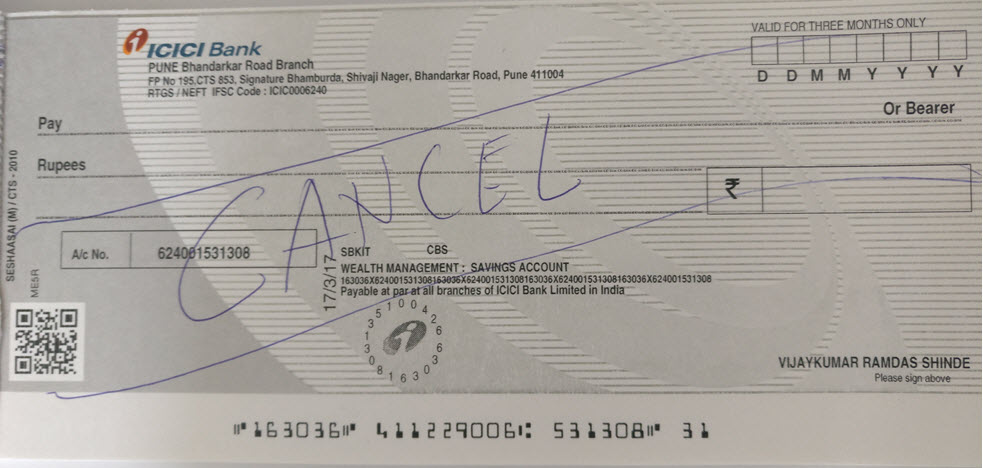 ICICI Bank
PUNE Bhandarkar Road Branch
FP No 195.CTS 853, Signature Bhamburda, Shivaji Nager, Bhandarkar Road, Pune 411004
RTGS / NEFT IFSC Code : ICIC0006240
VALID FOR THREE MONTHS ONLY
D D M M Y Y Y Y
Pay
Or Bearer
Rupees
₹
CANCEL
A/c No. 624001531308
SBKIT CBS
WEALTH MANAGEMENT : SAVINGS ACCOUNT
163036X624001531308163036X624001531308163036X624001531308163036X624001531308
Payable at par at all branches of ICICI Bank Limited in India
17/3/17
SESHAASAI (M) / CTS - 2010
ME5R
VIJAYKUMAR RAMDAS SHINDE
Please sign above
⑈163036⑈ 411229006⑆ 531308⑈ 31